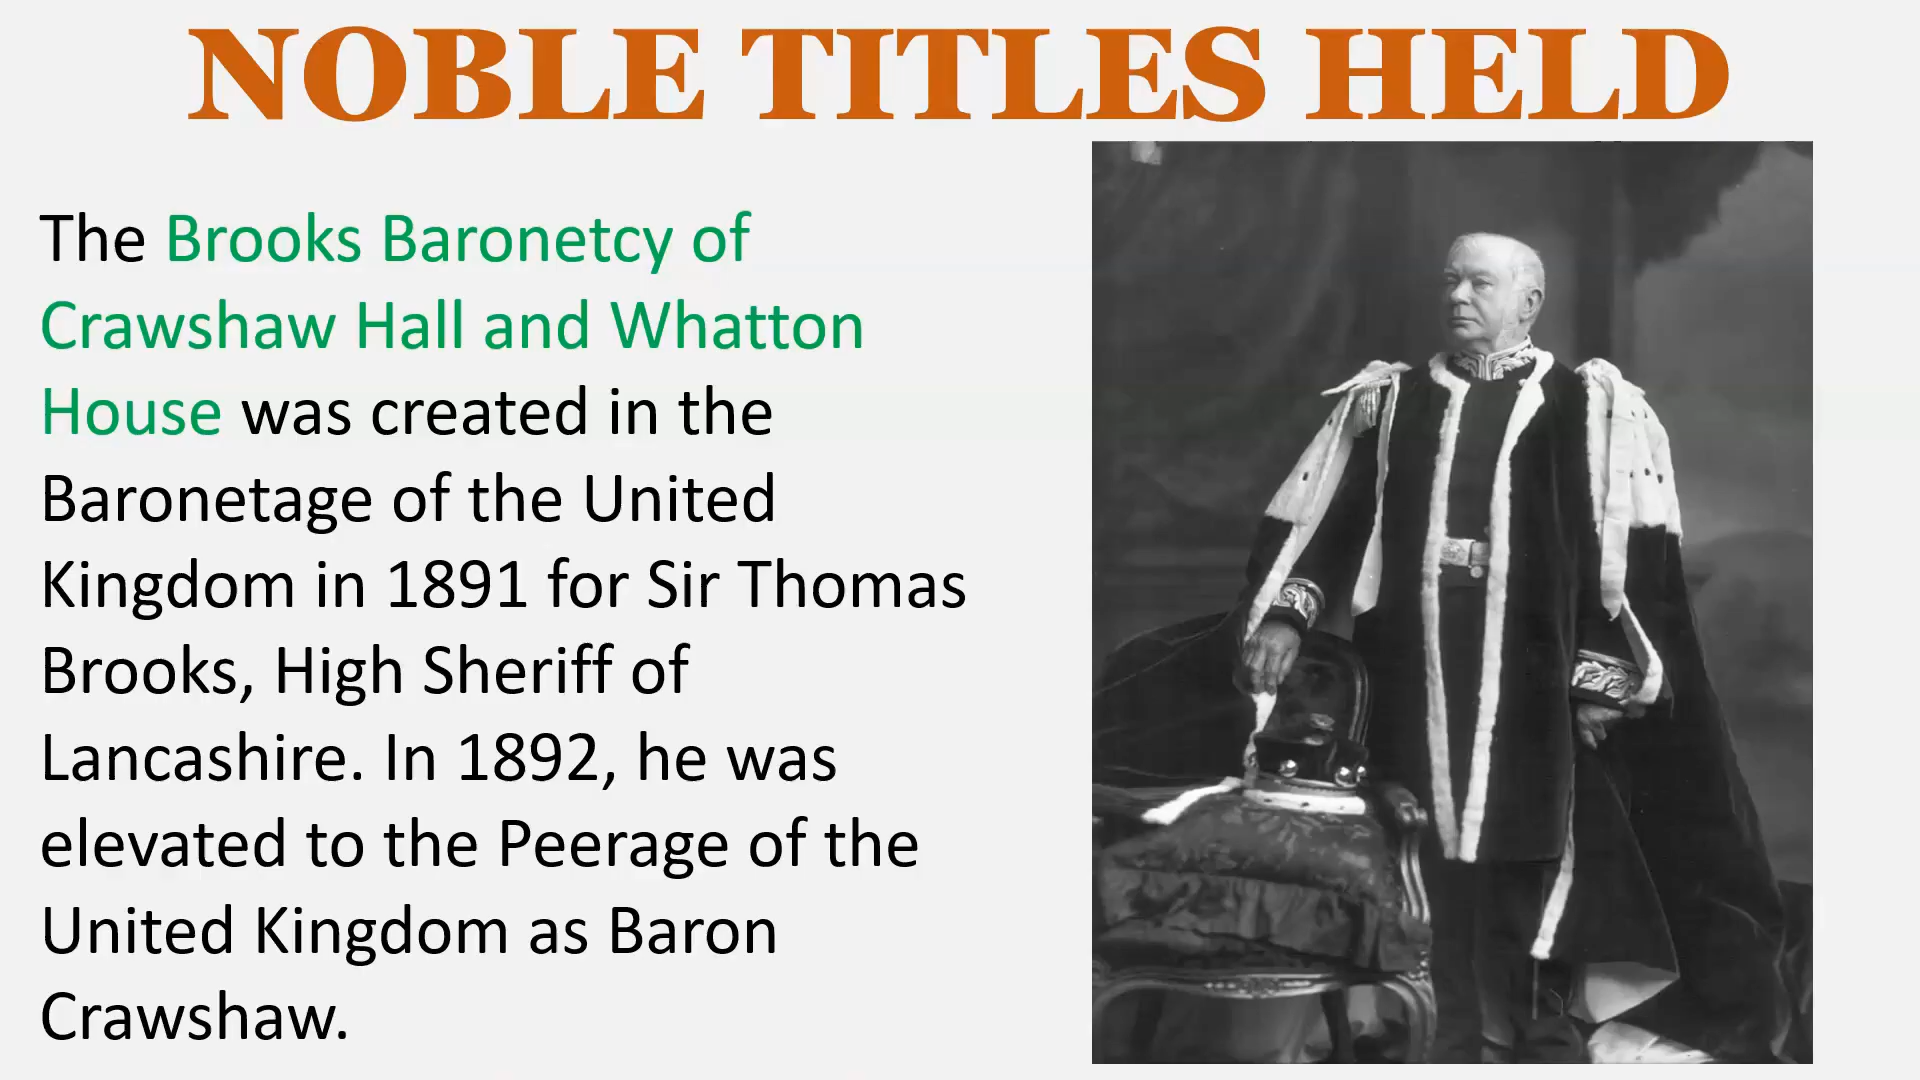 NOBLE TITLES HELD
The Brooks Baronetcy of
Crawshaw Hall and Whatton
House was created in the
Baronetage of the United
Kingdom in 1891 for Sir Thomas
Brooks, High Sheriff of
Lancashire. In 1892, he was
elevated to the Peerage of the
United Kingdom as Baron
Crawshaw.